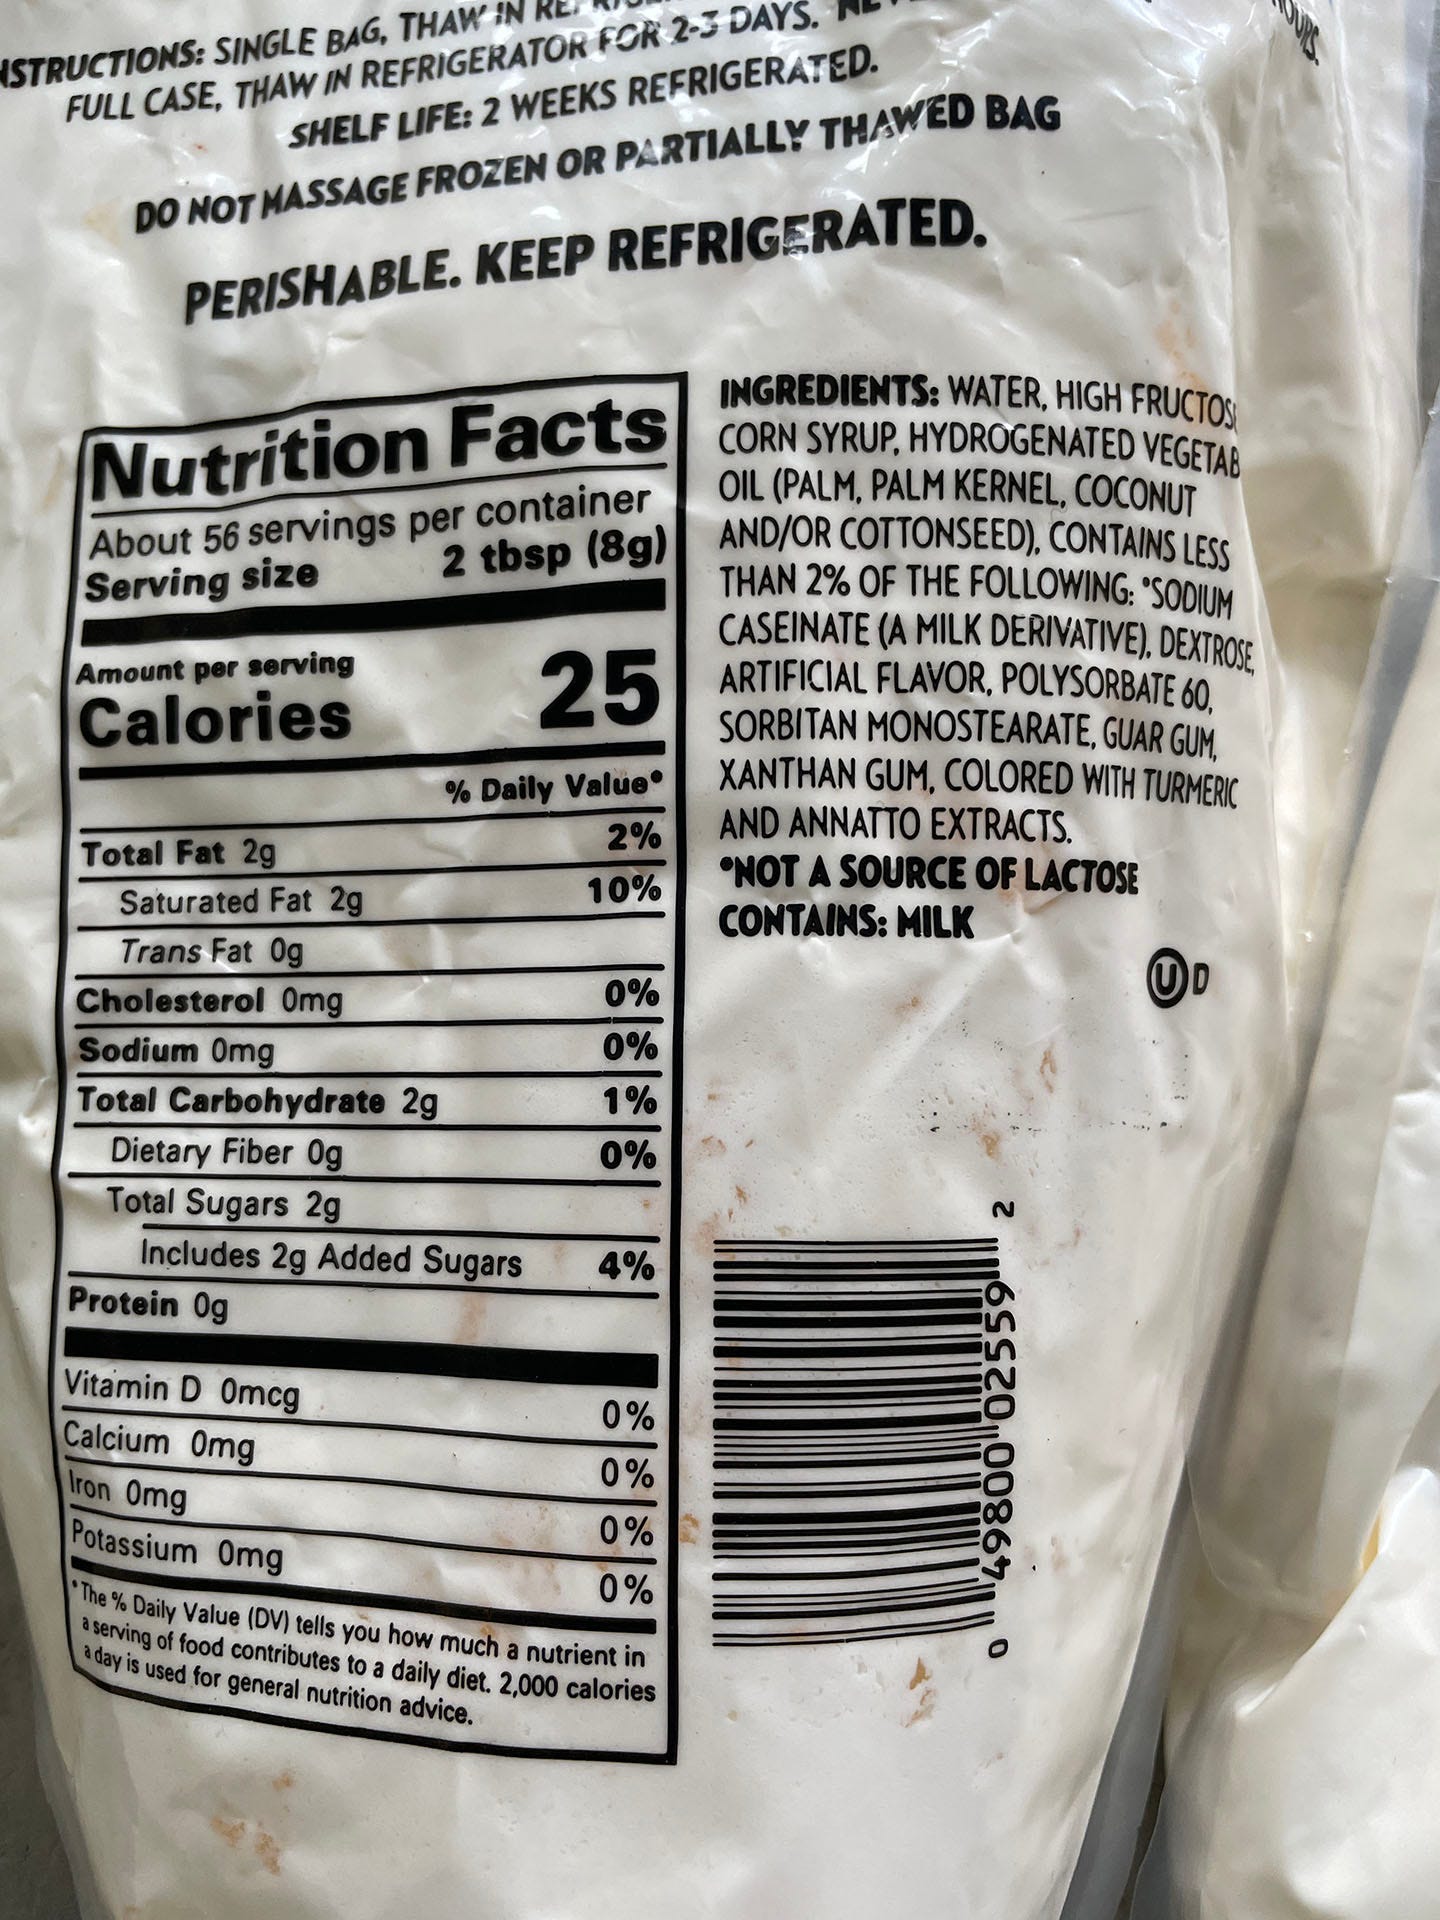 INSTRUCTIONS: SINGLE BAG, THAW IN
FULL CASE, THAW IN REFRIGERATOR FOR 2-3 DAYS.
SHELF LIFE: 2 WEEKS REFRIGERATED.
DO NOT MASSAGE FROZEN OR PARTIALLY THAWED BAG
PERISHABLE. KEEP REFRIGERATED.
Nutrition Facts
About 56 servings per container
Serving size 2 tbsp (8g)
Amount per serving
Calories 25
% Daily Value*
Total Fat 2g 2%
Saturated Fat 2g 10%
Trans Fat 0g
Cholesterol 0mg 0%
Sodium 0mg 0%
Total Carbohydrate 2g 1%
Dietary Fiber 0g 0%
Total Sugars 2g
Includes 2g Added Sugars 4%
Protein 0g
Vitamin D 0mcg 0%
Calcium 0mg 0%
Iron 0mg 0%
Potassium 0mg 0%
*The % Daily Value (DV) tells you how much a nutrient in
a serving of food contributes to a daily diet. 2,000 calories
a day is used for general nutrition advice.
INGREDIENTS: WATER, HIGH FRUCTOSE
CORN SYRUP, HYDROGENATED VEGETAB
OIL (PALM, PALM KERNEL, COCONUT
AND/OR COTTONSEED), CONTAINS LESS
THAN 2% OF THE FOLLOWING: *SODIUM
CASEINATE (A MILK DERIVATIVE), DEXTROSE,
ARTIFICIAL FLAVOR, POLYSORBATE 60,
SORBITAN MONOSTEARATE, GUAR GUM,
XANTHAN GUM, COLORED WITH TURMERIC
AND ANNATTO EXTRACTS.
*NOT A SOURCE OF LACTOSE
CONTAINS: MILK
U D
0 49800 02559 2